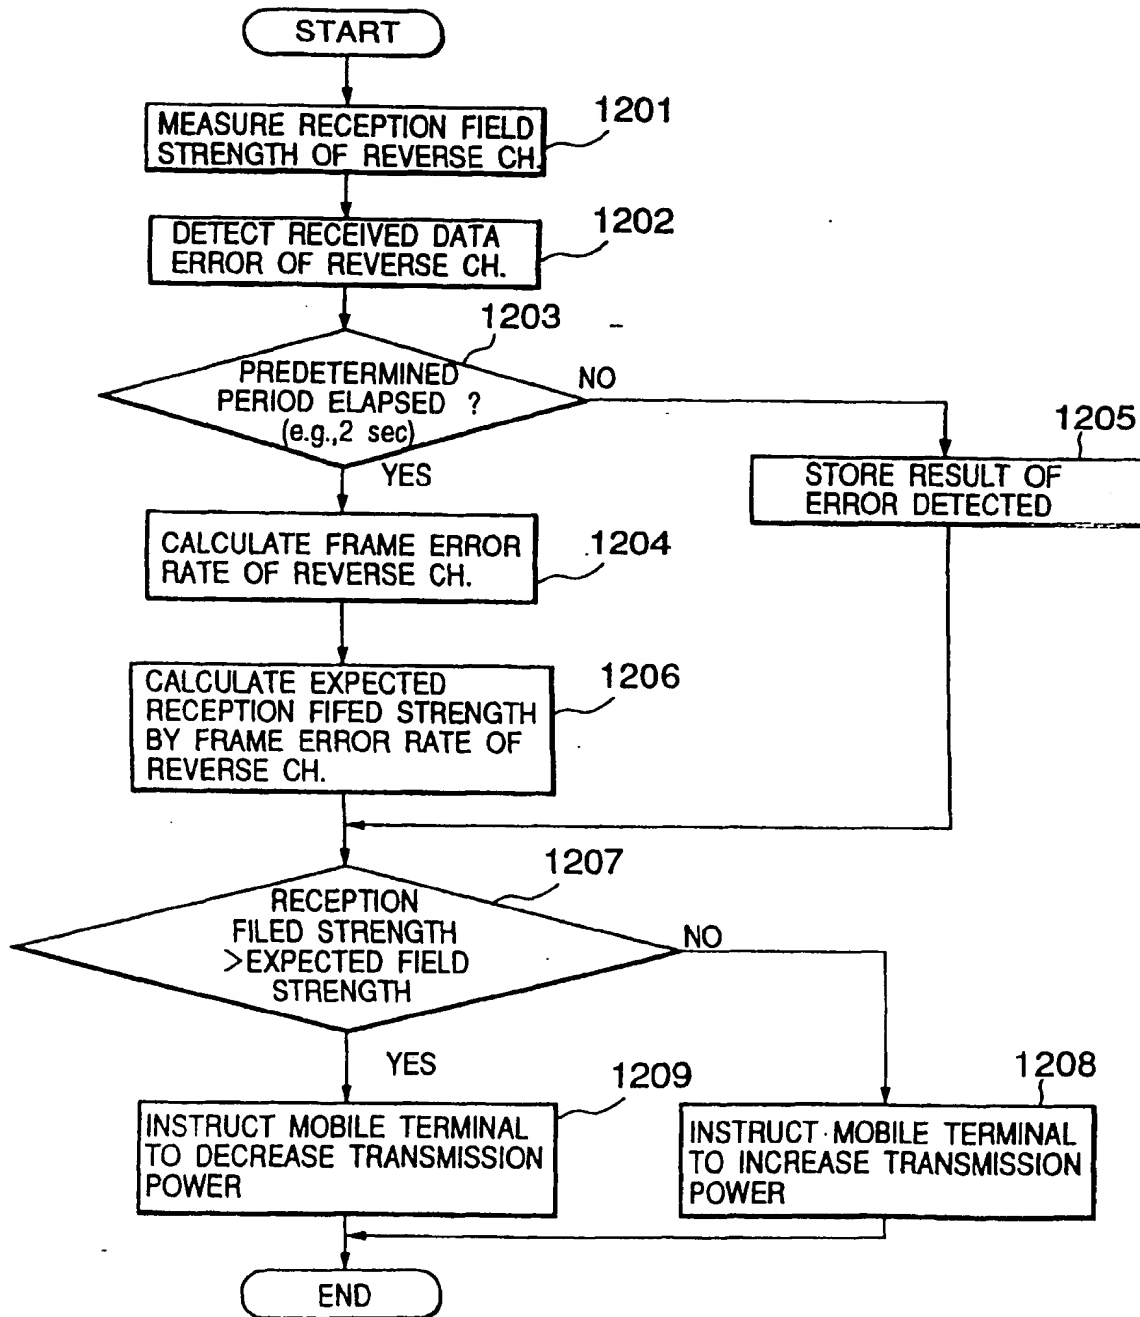 START
MEASURE RECEPTION FIELD
STRENGTH OF REVERSE CH.
1201
DETECT RECEIVED DATA
ERROR OF REVERSE CH.
1202
1203
PREDETERMINED
PERIOD ELAPSED ?
(e.g.,2 sec)
NO
YES
1205
STORE RESULT OF
ERROR DETECTED
CALCULATE FRAME ERROR
RATE OF REVERSE CH.
1204
CALCULATE EXPECTED
RECEPTION FIFED STRENGTH
BY FRAME ERROR RATE OF
REVERSE CH.
1206
1207
RECEPTION
FILED STRENGTH
>EXPECTED FIELD
STRENGTH
NO
YES
1209
INSTRUCT MOBILE TERMINAL
TO DECREASE TRANSMISSION
POWER
1208
INSTRUCT MOBILE TERMINAL
TO INCREASE TRANSMISSION
POWER
END